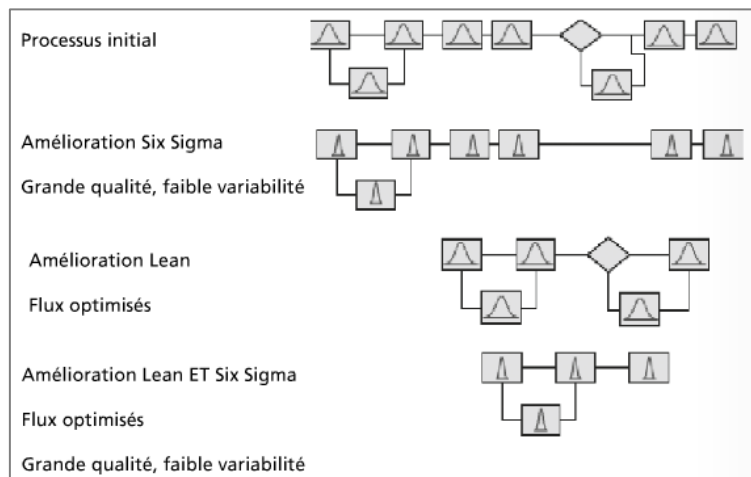 Processus initial
Amélioration Six Sigma
Grande qualité, faible variabilité
Amélioration Lean
Flux optimisés
Amélioration Lean ET Six Sigma
Flux optimisés
Grande qualité, faible variabilité